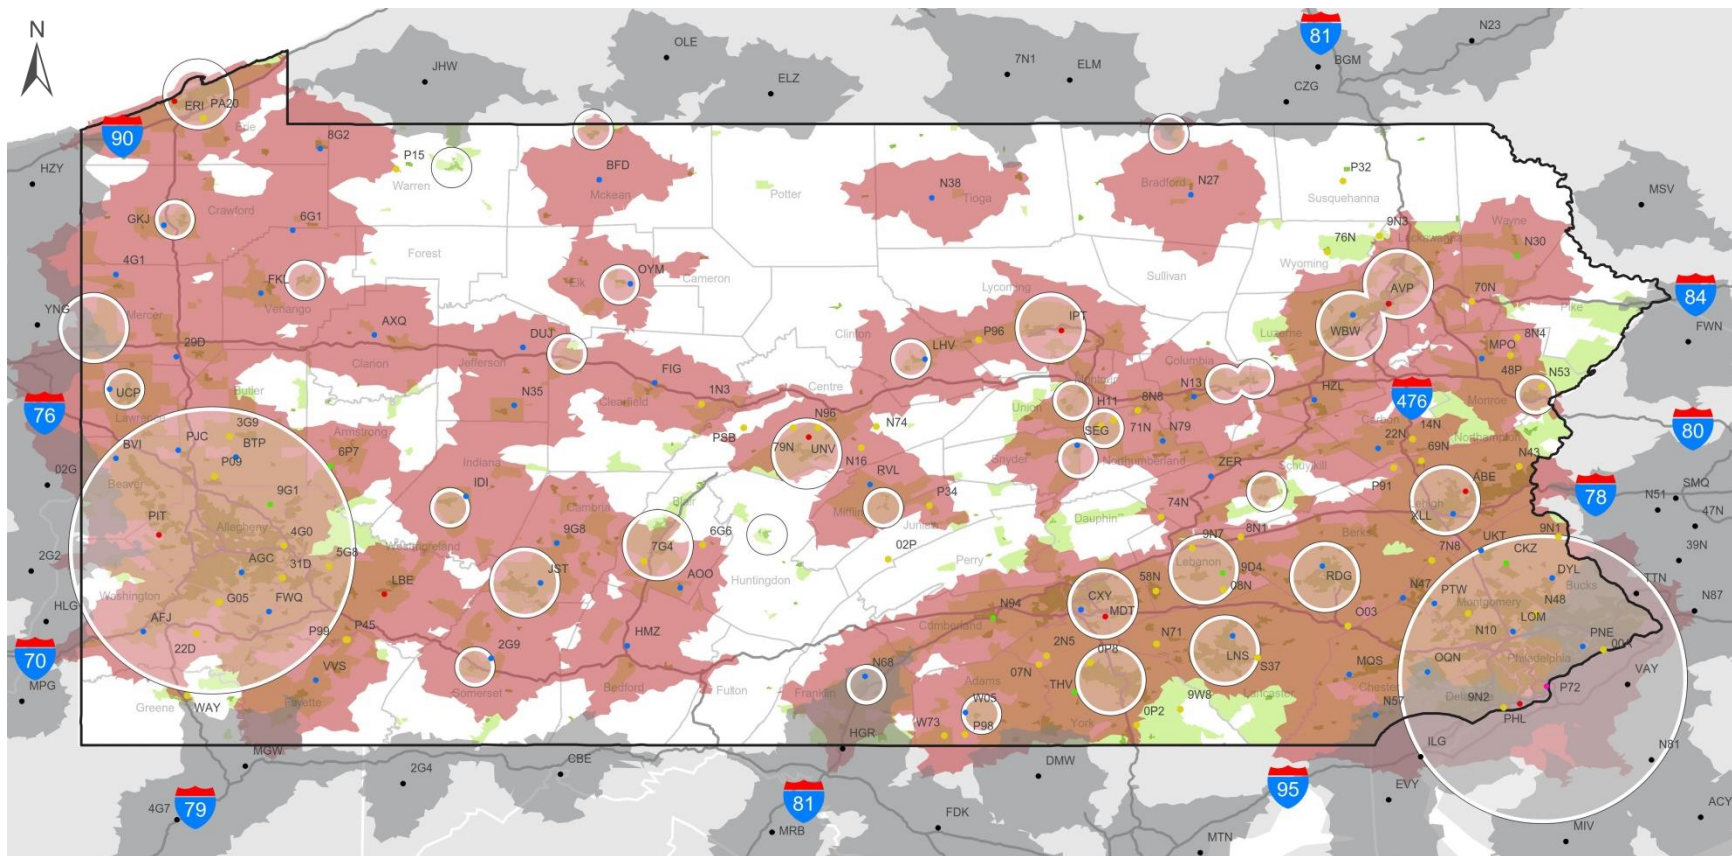 N
81
N23
OLE
JHW
7N1
ELM
BGM
ELZ
CZG
ERI
PA20
Erie
90
8G2
P15
Warren
BFD
Mckean
Potter
N38
Tioga
Bradford
N27
P32
Susquehanna
HZY
MSV
GKJ
Crawford
6G1
9N3
Wayne
Lackawanna
N30
76N
Wyoming
Forest
4G1
FKL
Venango
OYM
Elk
Cameron
Sullivan
Lycoming
AVP
70N
Pike
84
YNG
Mercer
AXQ
DUJ
Clinton
P96
IPT
Luzerne
WBW
FWN
29D
Clarion
Jefferson
LHV
Columbia
8N4
MPO
48P
N53
UCP
Butler
FIG
Centre
Montour
N13
HZL
76
Lawrence
N35
1N3
Clearfield
Union
H11
8N8
476
Monroe
3G9
BTP
PJC
BVI
Armstrong
PSB
N96
N74
79N
UNV
SEG
71N
N79
Carbon
14N
22N
69N
Northampton
80
P09
6P7
Indiana
N16
Snyder
Northumberland
Schuylkill
N43
02G
Beaver
9G1
IDI
RVL
ZER
P91
Lehigh
ABE
78
SMQ
N51
47N
PIT
Allegheny
Cambria
Blair
Mifflin
P34
Juniata
74N
Dauphin
XLL
4G0
9G8
6G6
Perry
8N1
Berks
UKT
9N1
CKZ
39N
2G2
AGC
5G8
Westmoreland
7G4
02P
9N7
Lebanon
7N8
31D
Washington
LBE
JST
AOO
Huntingdon
58N
9D4
08N
RDG
N47
DYL
Bucks
TTN
HLG
G05
FWQ
CXY
MDT
PTW
Montgomery
N48
N87
AFJ
P99
P45
N94
Cumberland
O03
LOM
22D
HMZ
2N5
N71
N10
PNE
70
2G9
0P8
LNS
S37
MQS
OQN
Philadelphia
VAY
MPG
VVS
Somerset
Bedford
Fulton
N68
Franklin
07N
Adams
THV
9W8
Lancaster
Chester
Delaware
P72
Greene
WAY
Fayette
W05
York
0P2
N57
9N2
PHL
W73
P98
HGR
ILG
N81
MGW
2G4
CBE
DMW
95
EVY
4G7
79
81
FDK
ACY
MRB
MTN
MIV